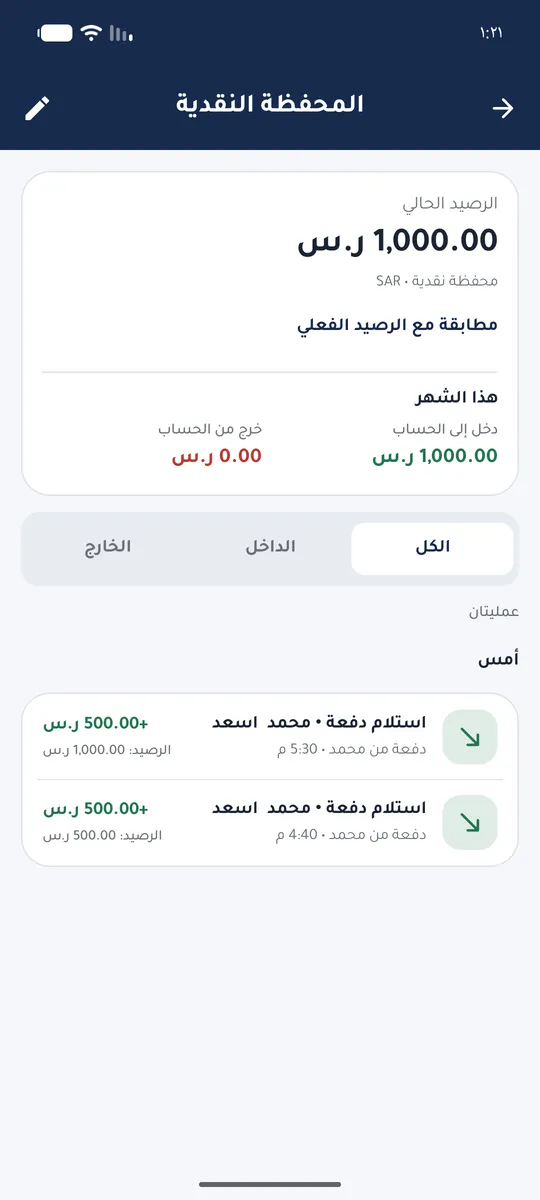 ١:٢١
المحفظة النقدية
الرصيد الحالي
1,000.00 ر.س
محفظة نقدية • SAR
مطابقة مع الرصيد الفعلي
هذا الشهر
دخل إلى الحساب
خرج من الحساب
1,000.00 ر.س
0.00 ر.س
الكل
الداخل
الخارج
عمليتان
أمس
استلام دفعة • محمد اسعد
+500.00 ر.س
دفعة من محمد • 5:30 م
الرصيد: 1,000.00 ر.س
استلام دفعة • محمد اسعد
+500.00 ر.س
دفعة من محمد • 4:40 م
الرصيد: 500.00 ر.س